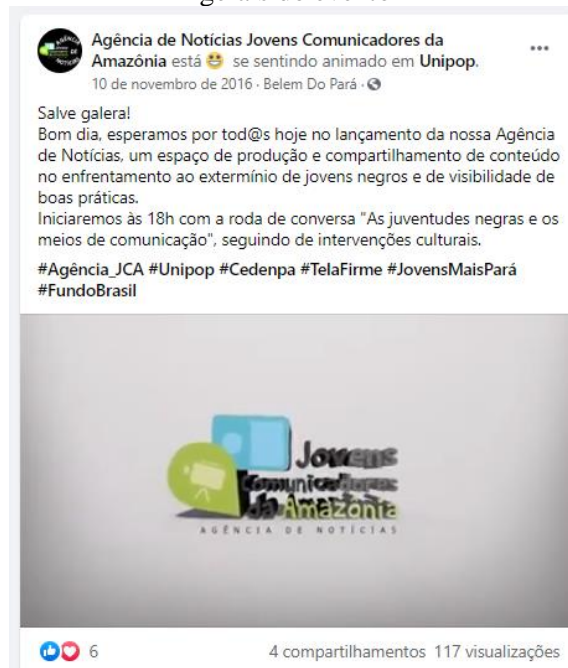 Agência de Notícias Jovens Comunicadores da
Amazônia está 😀 se sentindo animado em Unipop.
10 de novembro de 2016 · Belem Do Pará ·
Salve galera!
Bom dia, esperamos por tod@s hoje no lançamento da nossa Agência
de Notícias, um espaço de produção e compartilhamento de conteúdo
no enfrentamento ao extermínio de jovens negros e de visibilidade de
boas práticas.
Iniciaremos às 18h com a roda de conversa "As juventudes negras e os
meios de comunicação", seguindo de intervenções culturais.
#Agência_JCA #Unipop #Cedenpa #TelaFirme #JovensMaisPará
#FundoBrasil
Jovens
Comunicadores
da Amazônia
AGÊNCIA DE NOTÍCIAS
6
4 compartilhamentos 117 visualizações